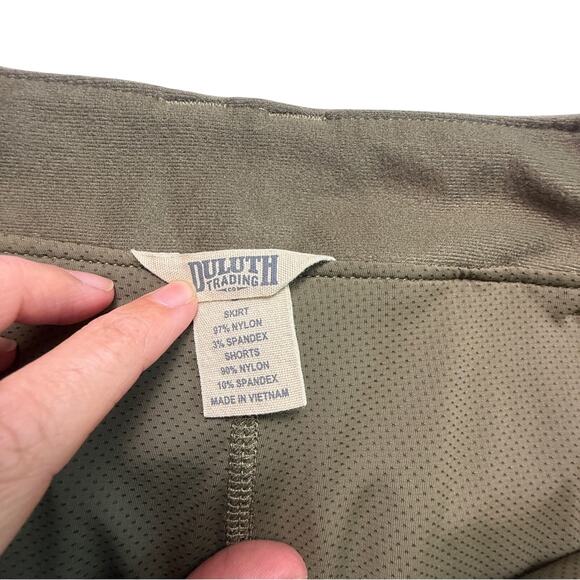 DULUTH
TRADING
CO
SKIRT
97% NYLON
3% SPANDEX
SHORTS
90% NYLON
10% SPANDEX
MADE IN VIETNAM